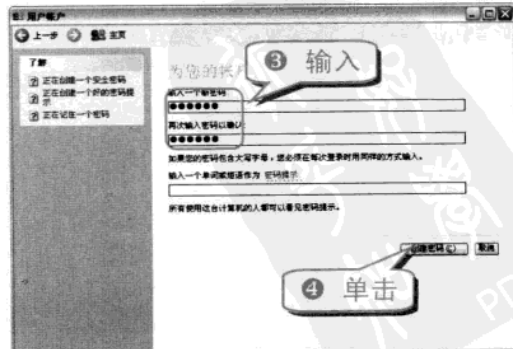 用户帐户
上一步 主页
了解
正在创建一个安全密码
正在创建一个好的密码提示
正在记住一个密码
为您的帐户
③ 输入
输入一个新密码:
●●●●●●
再次输入密码以确认:
●●●●●●
如果您的密码包含大写字母,您必须在每次登录时用同样的方式输入。
输入一个单词或短语作为 密码提示:
所有使用这台计算机的人都可以看见密码提示。
创建密码(C) 取消
④ 单击
PD